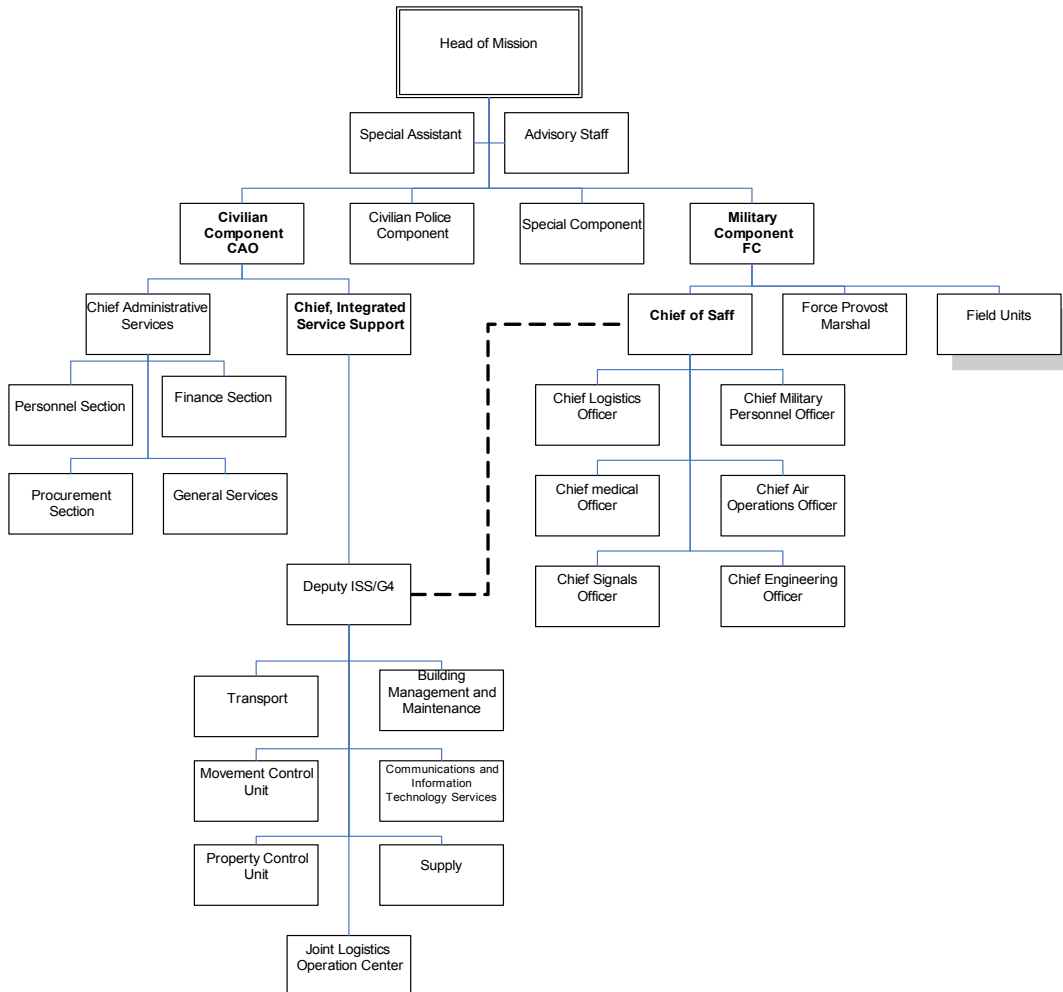 Head of Mission
Special Assistant
Advisory Staff
Civilian
Component
CAO
Civilian Police
Component
Special Component
Military
Component
FC
Chief Administrative
Services
Chief, Integrated
Service Support
Chief of Saff
Force Provost
Marshal
Field Units
Personnel Section
Finance Section
Chief Logistics
Officer
Chief Military
Personnel Officer
Procurement
Section
General Services
Chief medical
Officer
Chief Air
Operations Officer
Deputy ISS/G4
Chief Signals
Officer
Chief Engineering
Officer
Transport
Building
Management and
Maintenance
Movement Control
Unit
Communications and
Information
Technology Services
Property Control
Unit
Supply
Joint Logistics
Operation Center